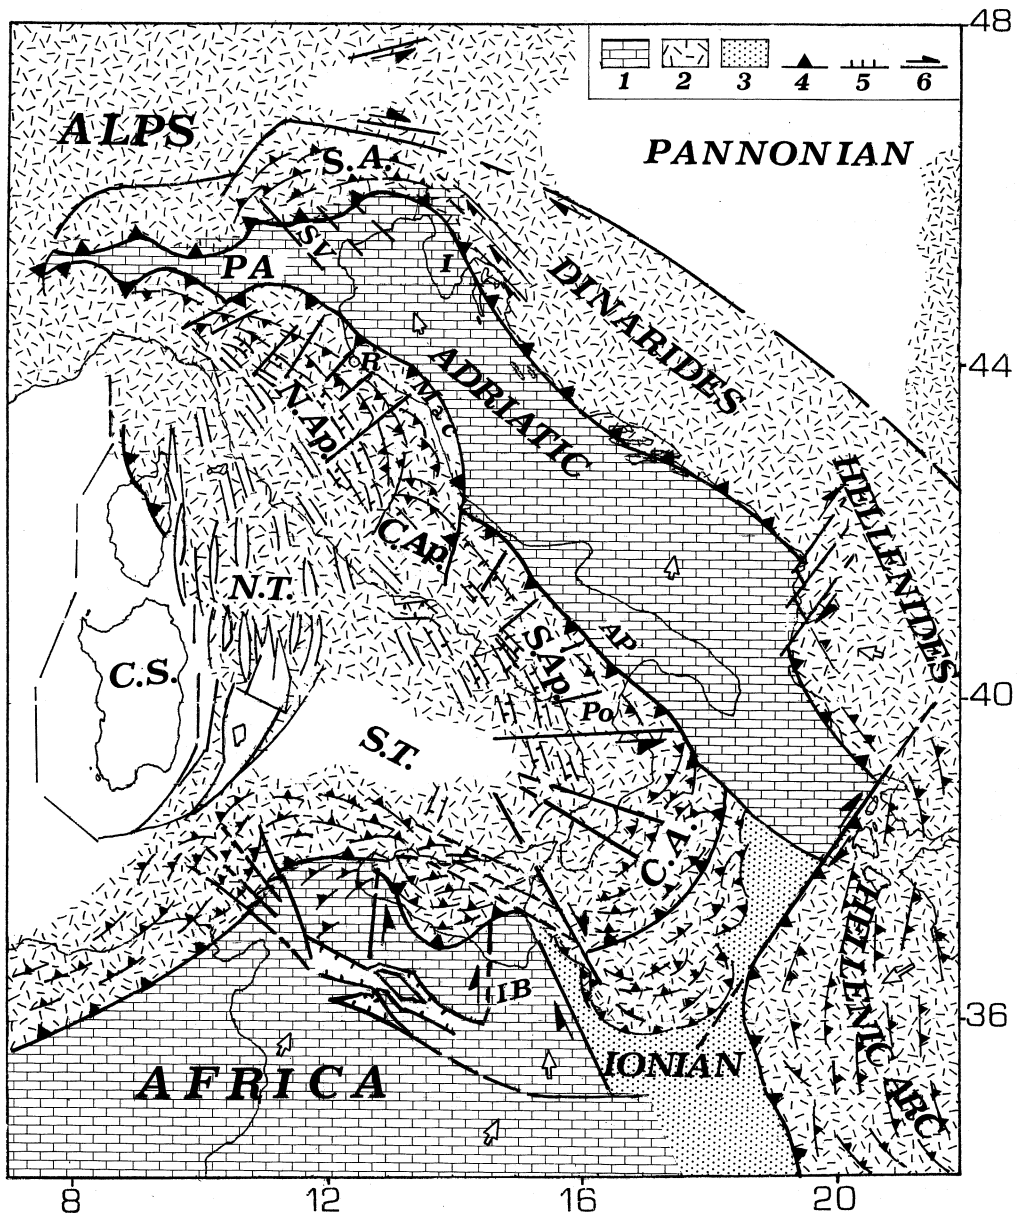 48
1 2 3 4 5 6
ALPS
PANNONIAN
S.A.
SV
PA
I
DINARIDES
44
R
ADRIATIC
Mac
N.Ap.
HELLENIDES
C.Ap.
N.T.
AP
S.Ap.
C.S.
40
Po
S.T.
C.A.
HELLENIC ARC
IB
36
IONIAN
AFRICA
8 12 16 20